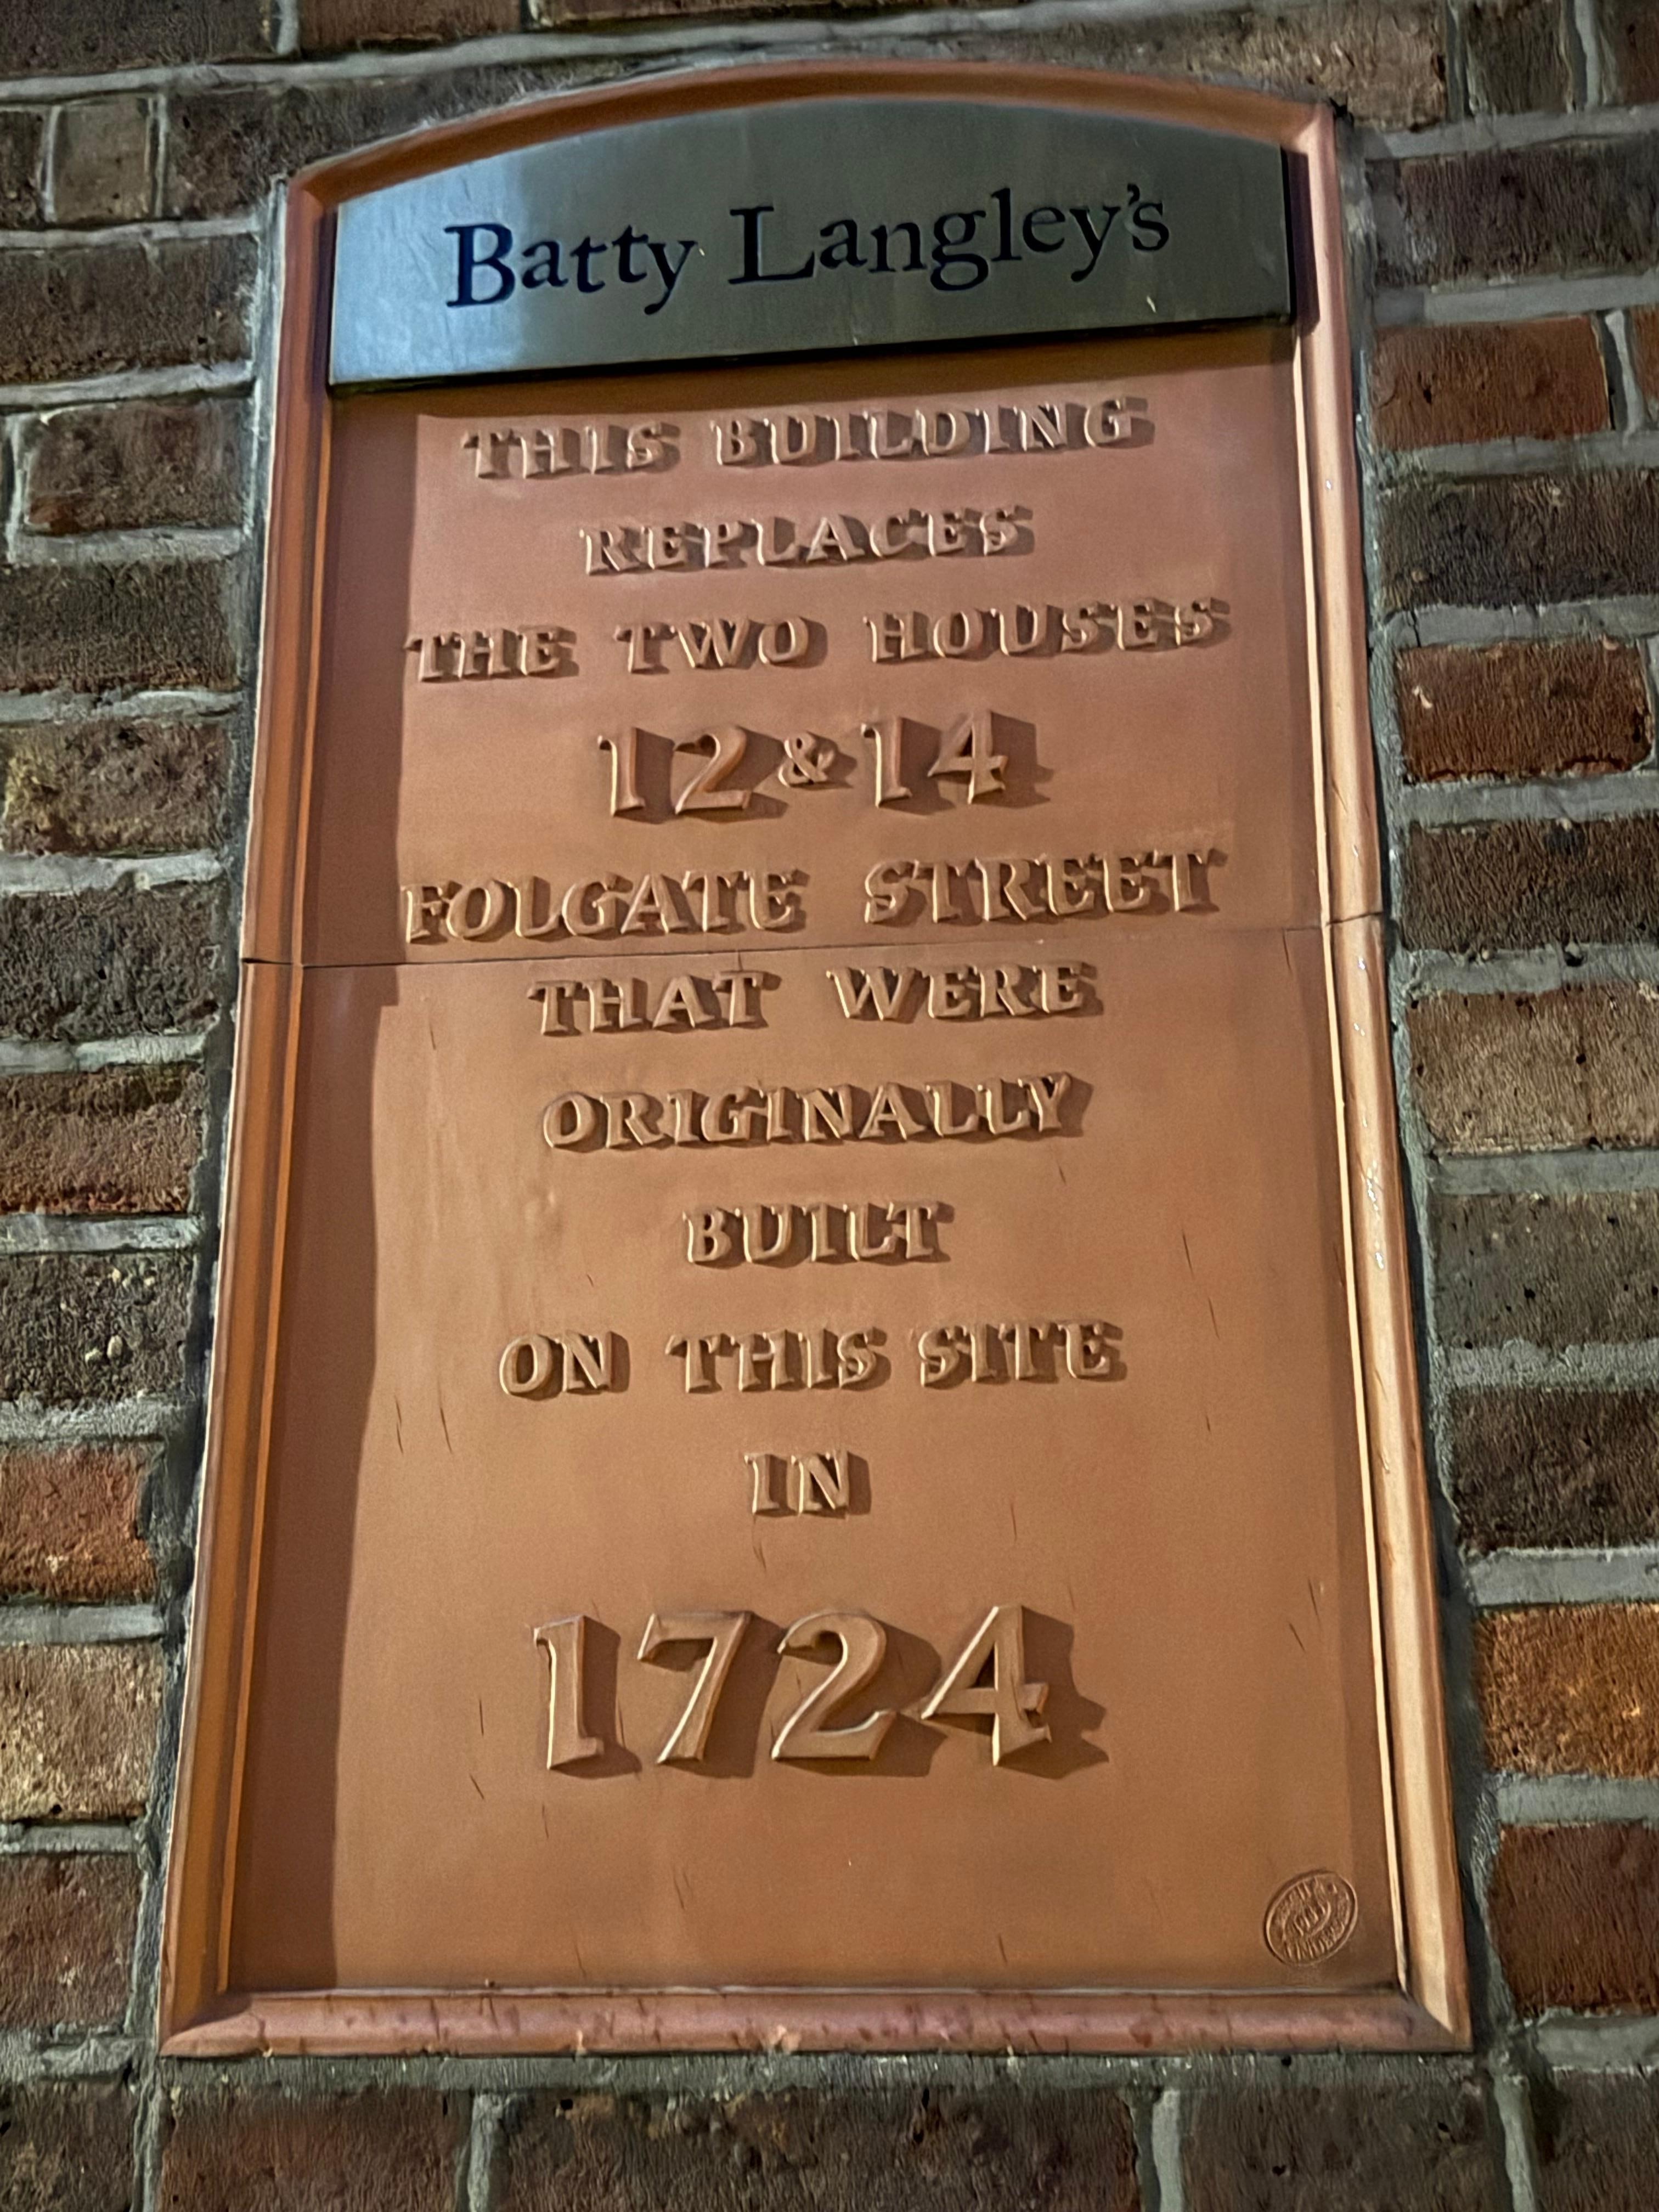 Batty Langley's
THIS BUILDING
REPLACES
THE TWO HOUSES
12 & 14
FOLGATE STREET
THAT WERE
ORIGINALLY
BUILT
ON THIS SITE
IN
1724